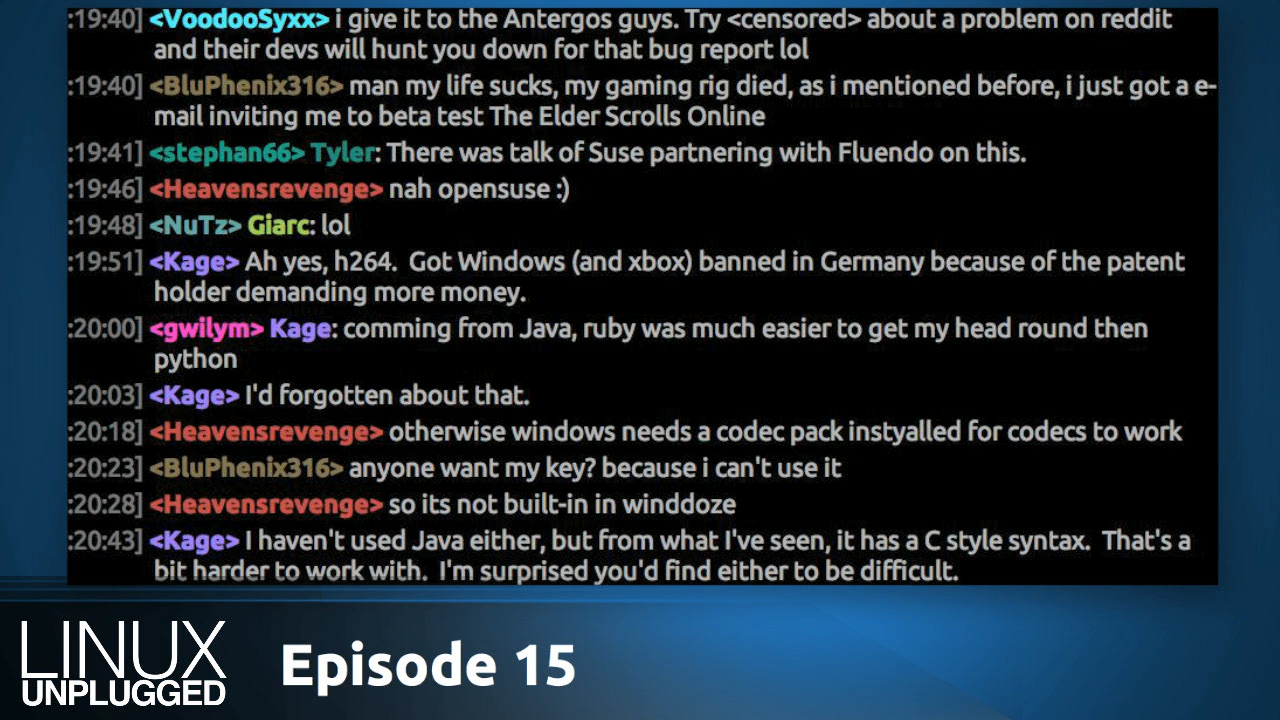 :19:40] <VoodooSyxx> i give it to the Antergos guys. Try <censored> about a problem on reddit
and their devs will hunt you down for that bug report lol
:19:40] <BluPhenix316> man my life sucks, my gaming rig died, as i mentioned before, i just got a e-
mail inviting me to beta test The Elder Scrolls Online
:19:41] <stephan66> Tyler: There was talk of Suse partnering with Fluendo on this.
:19:46] <Heavensrevenge> nah opensuse :)
:19:48] <NuTz> Giarc: lol
:19:51] <Kage> Ah yes, h264.  Got Windows (and xbox) banned in Germany because of the patent
holder demanding more money.
:20:00] <gwilym> Kage: comming from Java, ruby was much easier to get my head round then
python
:20:03] <Kage> I'd forgotten about that.
:20:18] <Heavensrevenge> otherwise windows needs a codec pack instyalled for codecs to work
:20:23] <BluPhenix316> anyone want my key? because i can't use it
:20:28] <Heavensrevenge> so its not built-in in winddoze
:20:43] <Kage> I haven't used Java either, but from what I've seen, it has a C style syntax.  That's a
bit harder to work with.  I'm surprised you'd find either to be difficult.
LINUX
UNPLUGGED
Episode 15